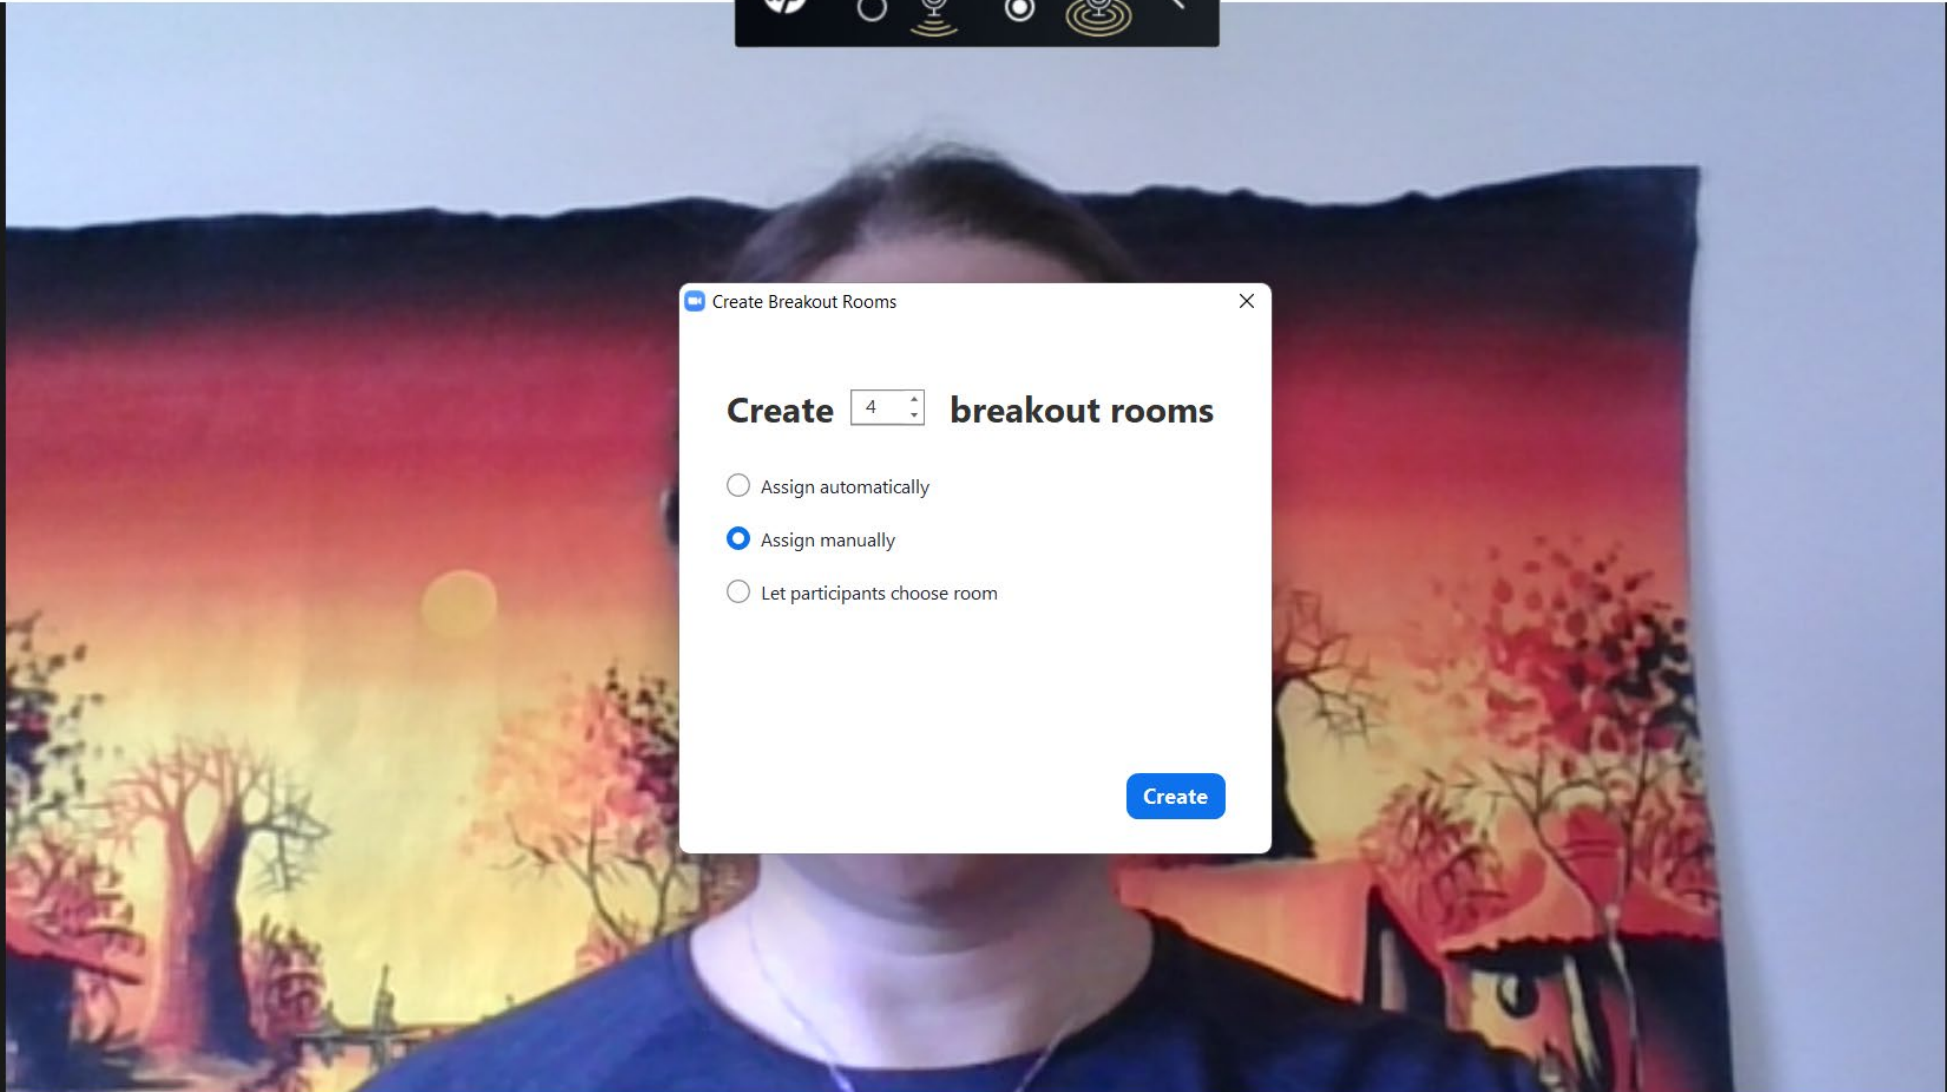 Create Breakout Rooms
Create 4 breakout rooms
Assign automatically
Assign manually
Let participants choose room
Create